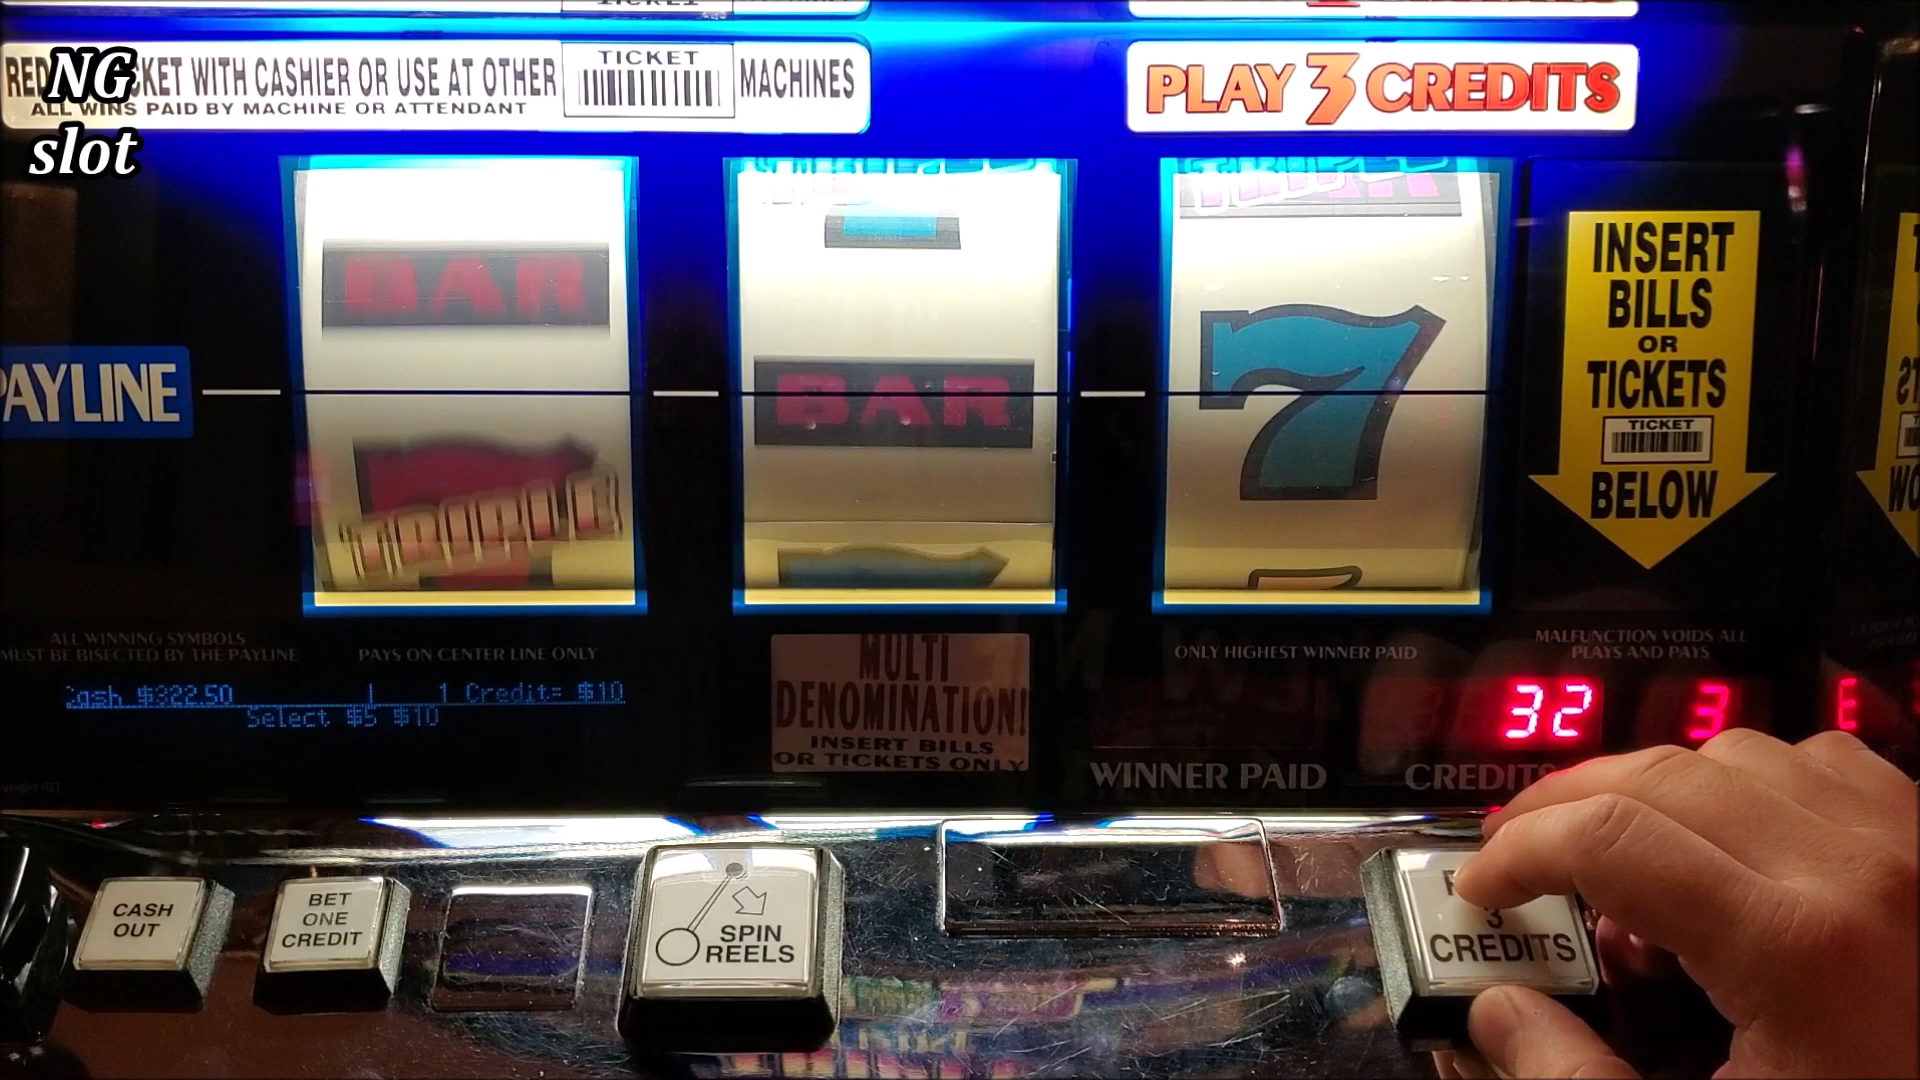 NG
slot
TICKET
KET WITH CASHIER OR USE AT OTHER
TICKET
MACHINES
ALL WINS PAID BY MACHINE OR ATTENDANT
PLAY 3 CREDITS
TRIPLE
BAR
BAR
7
TRIPLE
PAYLINE
INSERT
BILLS
OR
TICKETS
TICKET
BELOW
ALL WINNING SYMBOLS
MUST BE BISECTED BY THE PAYLINE
PAYS ON CENTER LINE ONLY
ONLY HIGHEST WINNER PAID
MALFUNCTION VOIDS ALL
PLAYS AND PAYS
Cash $322.50
1 Credit= $10
Select $5 $10
MULTI
DENOMINATION!
INSERT BILLS
OR TICKETS ONLY
32
3
E
WINNER PAID
CREDITS
CASH
OUT
BET
ONE
CREDIT
SPIN
REELS
3
CREDITS